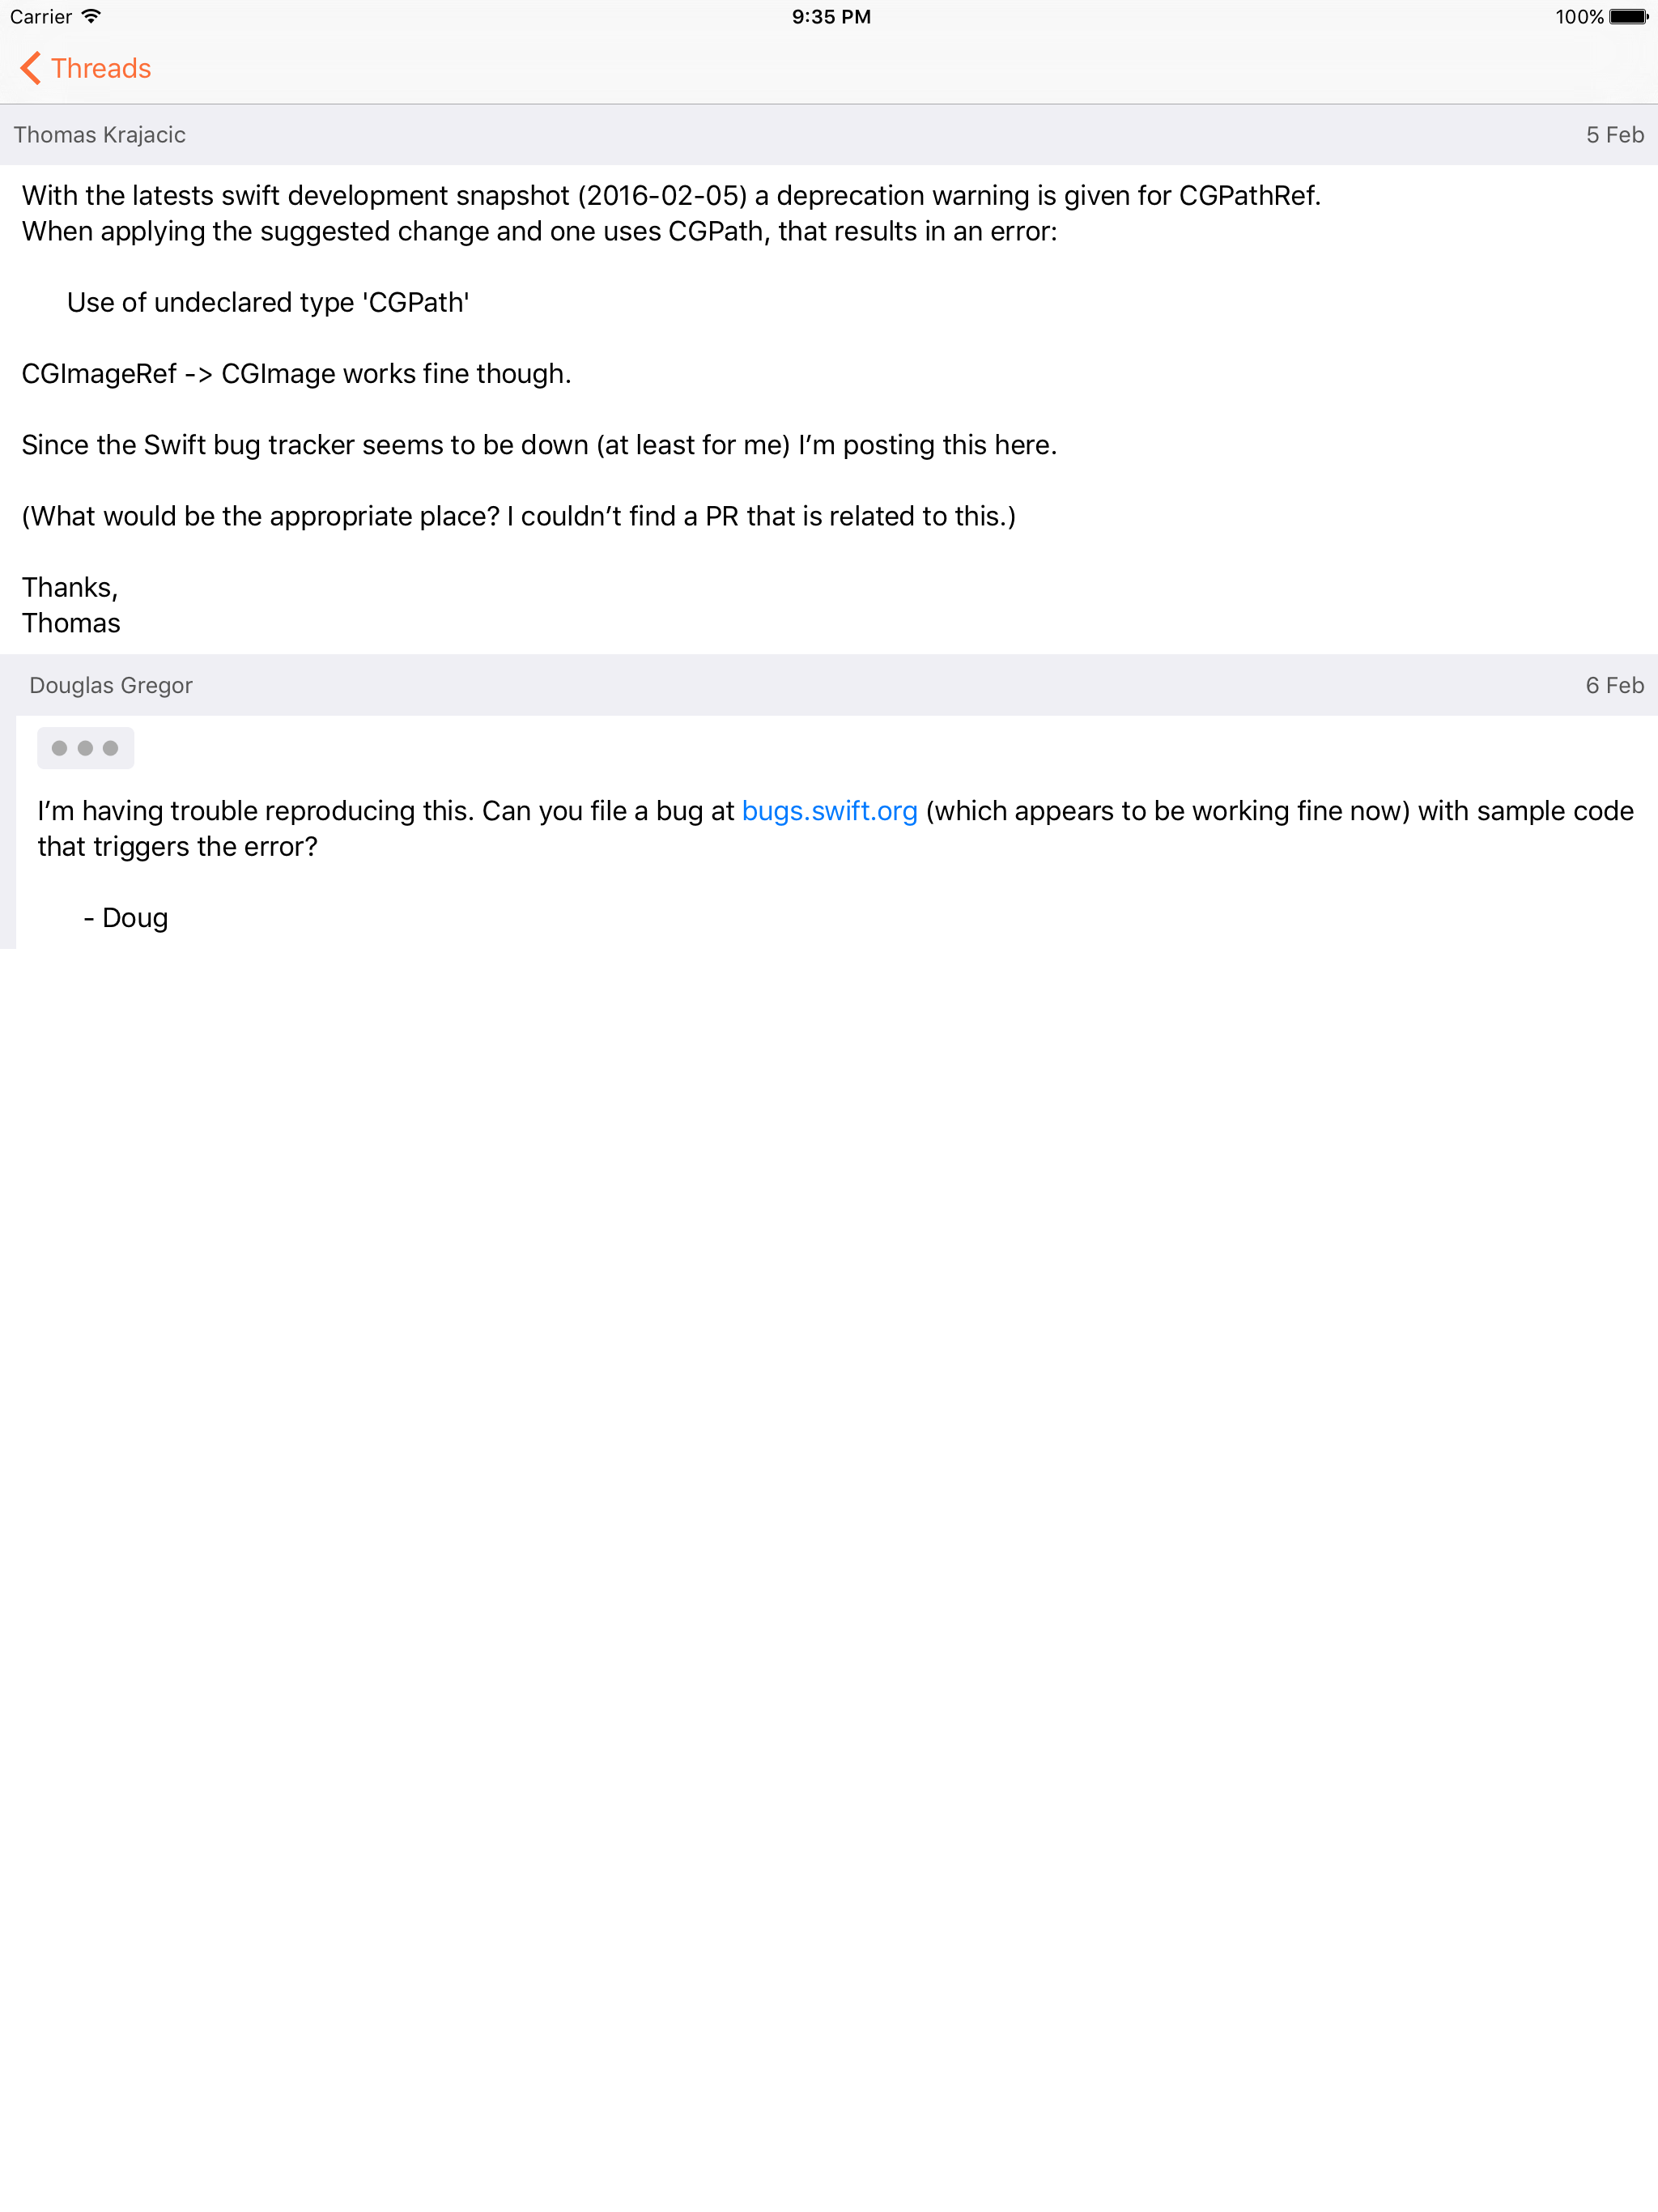 Carrier 9:35 PM 100%
Threads
Thomas Krajacic 5 Feb
With the latests swift development snapshot (2016-02-05) a deprecation warning is given for CGPathRef.
When applying the suggested change and one uses CGPath, that results in an error:
Use of undeclared type 'CGPath'
CGImageRef -> CGImage works fine though.
Since the Swift bug tracker seems to be down (at least for me) I’m posting this here.
(What would be the appropriate place? I couldn’t find a PR that is related to this.)
Thanks,
Thomas
Douglas Gregor 6 Feb
I’m having trouble reproducing this. Can you file a bug at bugs.swift.org (which appears to be working fine now) with sample code
that triggers the error?
- Doug